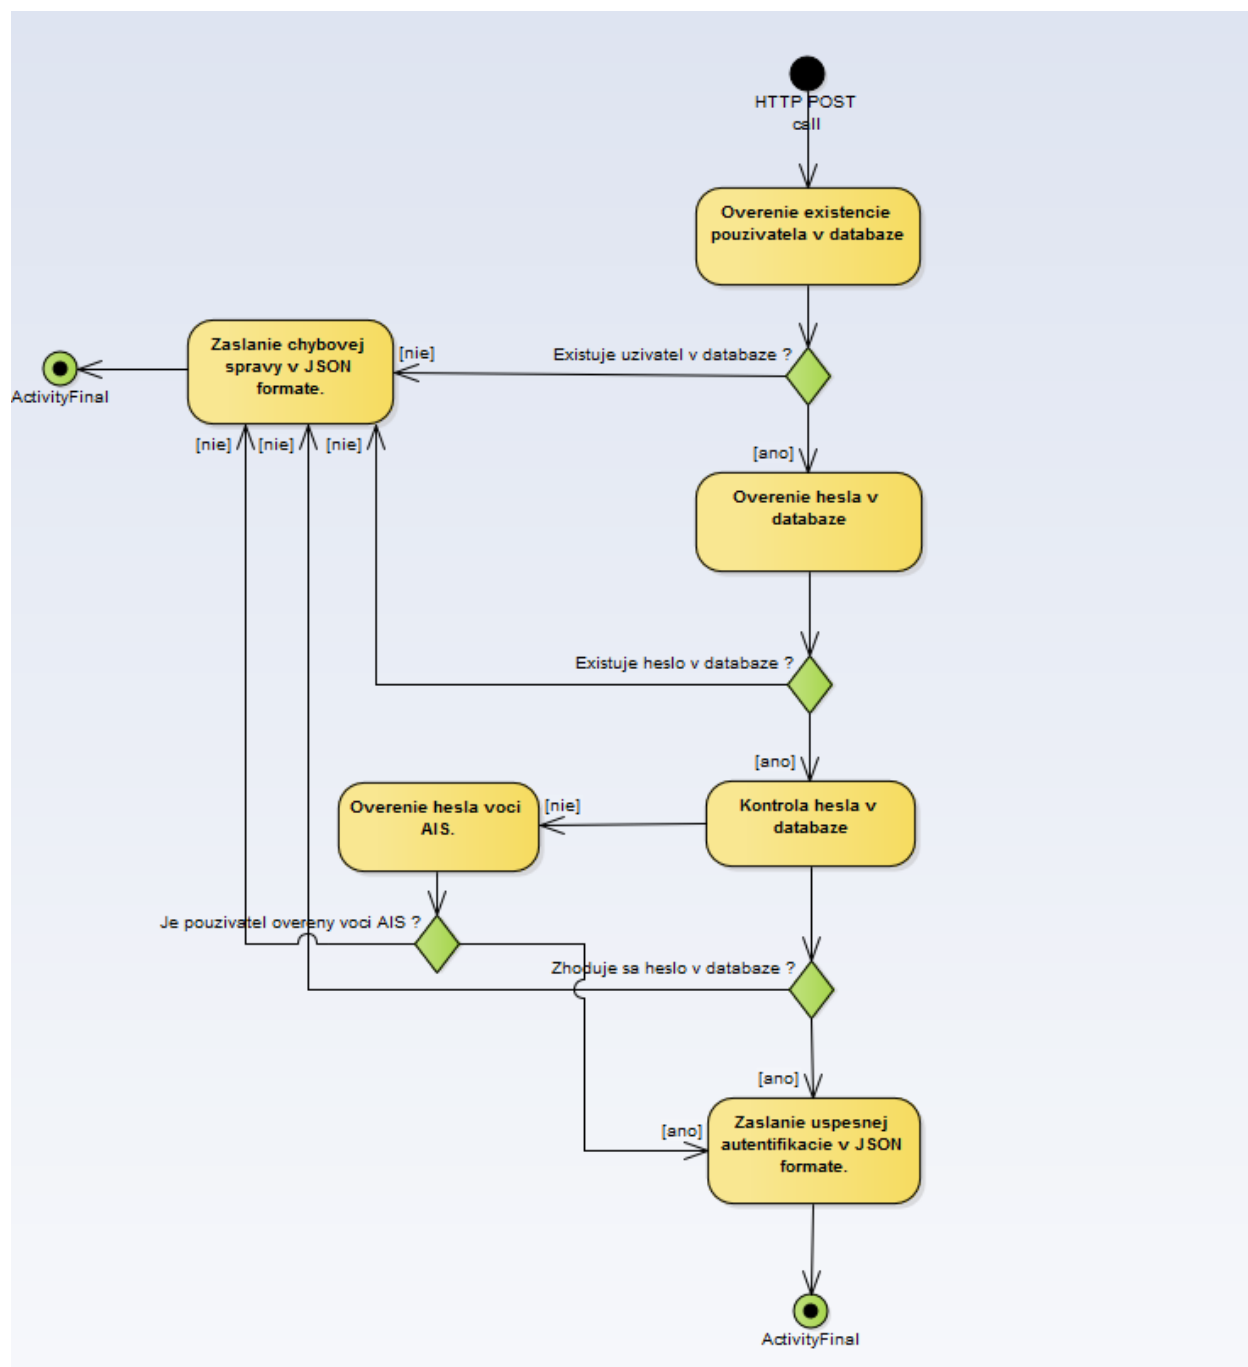 HTTP POST
call
Overenie existencie
pouzivatela v databaze
Existuje uzivatel v databaze ?
[nie]
Zaslanie chybovej
spravy v JSON
formate.
ActivityFinal
[nie]
[nie]
[nie]
[ano]
Overenie hesla v
databaze
Existuje heslo v databaze ?
[ano]
Kontrola hesla v
databaze
[nie]
Overenie hesla voci
AIS.
Je pouzivatel overeny voci AIS ?
Zhoduje sa heslo v databaze ?
[ano]
[ano]
Zaslanie uspesnej
autentifikacie v JSON
formate.
ActivityFinal